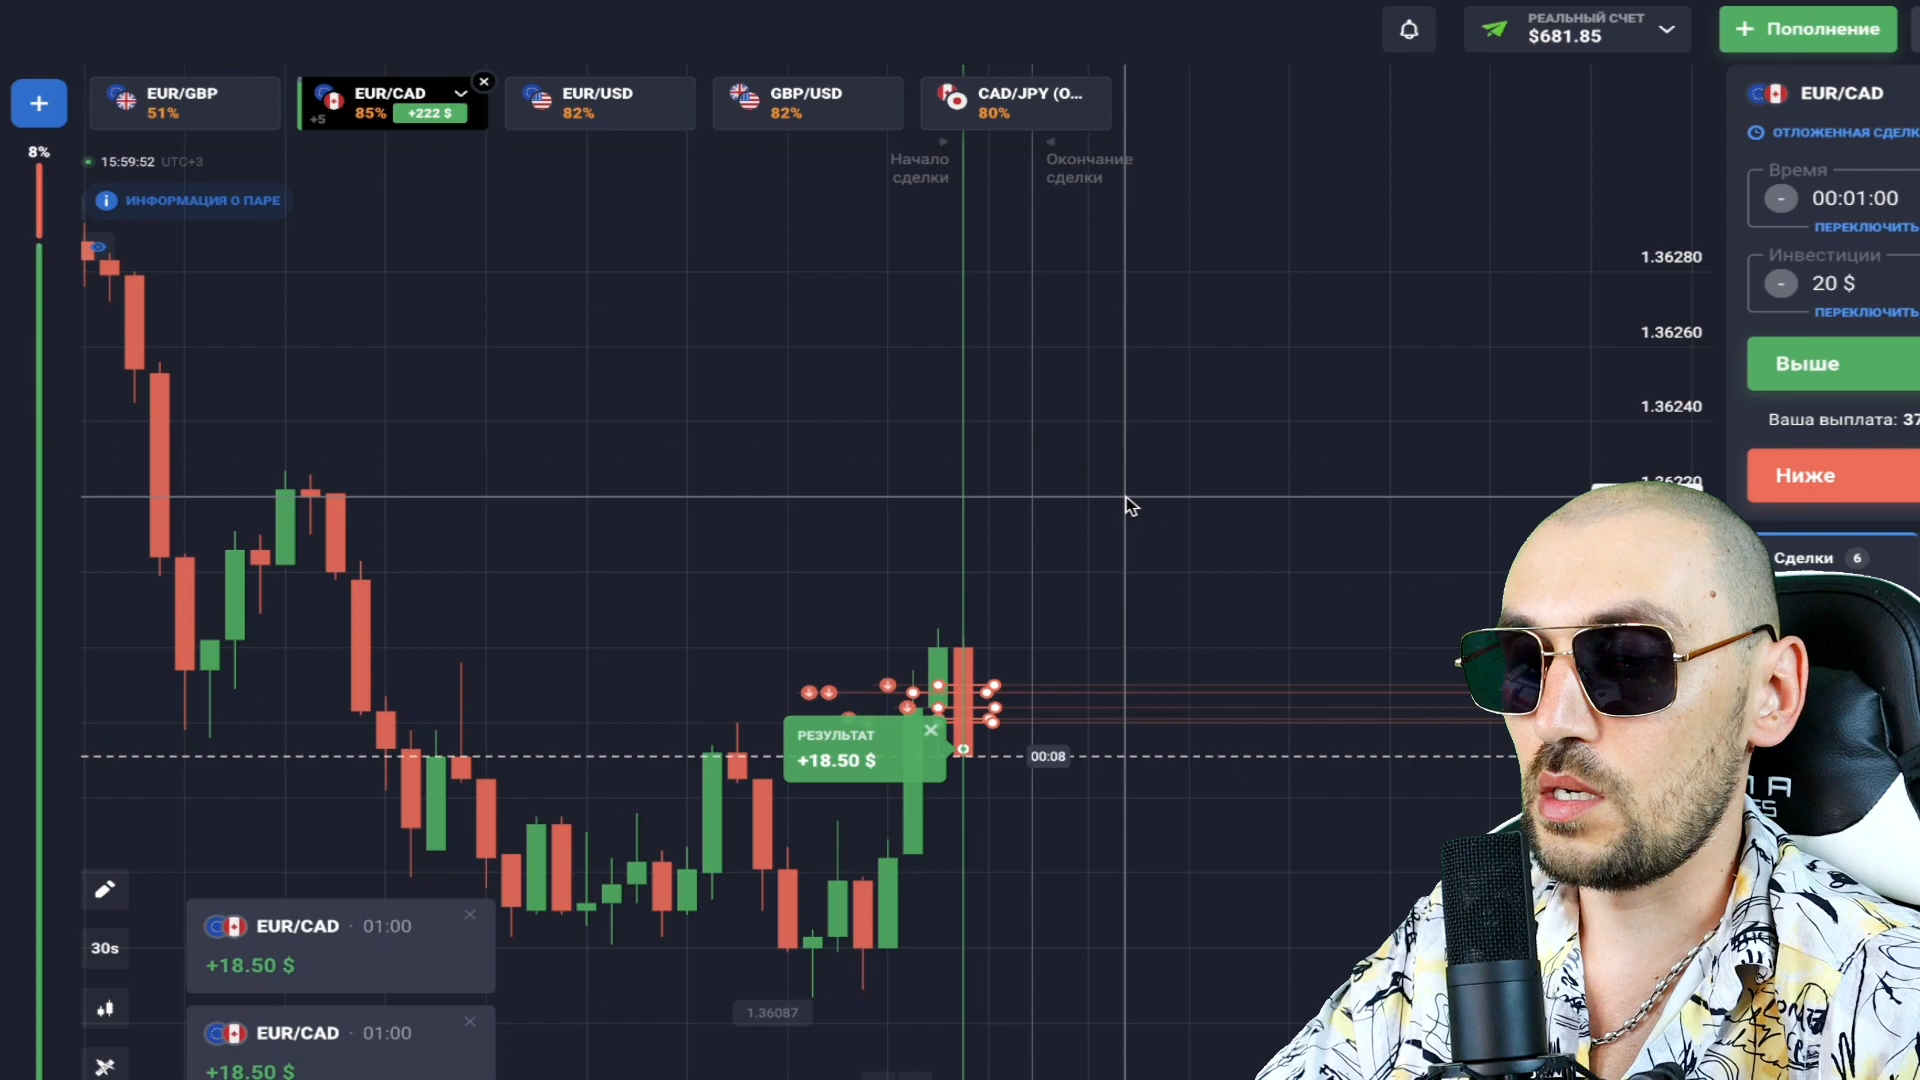 РЕАЛЬНЫЙ СЧЕТ
$681.85
+ Пополнение
EUR/GBP
51%
EUR/CAD
+5
85%
+222 $
EUR/USD
82%
GBP/USD
82%
CAD/JPY (O...
80%
EUR/CAD
8%
15:59:52 UTC+3
Начало
сделки
Окончание
сделки
ИНФОРМАЦИЯ О ПАРЕ
ОТЛОЖЕННАЯ СДЕЛК
Время
00:01:00
ПЕРЕКЛЮЧИТЬ
Инвестиции
20 $
ПЕРЕКЛЮЧИТЬ
Выше
Ваша выплата: 37
Ниже
Сделки 6
1.36280
1.36260
1.36240
1.36220
РЕЗУЛЬТАТ
+18.50 $
00:08
30s
EUR/CAD · 01:00
+18.50 $
EUR/CAD · 01:00
+18.50 $
1.36087